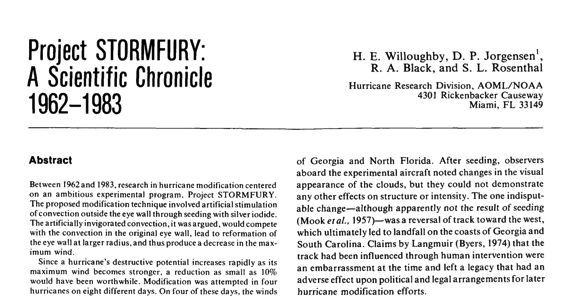 Project STORMFURY:
A Scientific Chronicle
1962–1983
H. E. Willoughby, D. P. Jorgensen¹,
R. A. Black, and S. L. Rosenthal
Hurricane Research Division, AOML/NOAA
4301 Rickenbacker Causeway
Miami, FL 33149
Abstract
Between 1962 and 1983, research in hurricane modification centered
on an ambitious experimental program, Project STORMFURY.
The proposed modification technique involved artificial stimulation
of convection outside the eye wall through seeding with silver iodide.
The artificially invigorated convection, it was argued, would compete
with the convection in the original eye wall, lead to reformation of
the eye wall at larger radius, and thus produce a decrease in the max-
imum wind.
Since a hurricane's destructive potential increases rapidly as its
maximum wind becomes stronger, a reduction as small as 10%
would have been worthwhile. Modification was attempted in four
hurricanes on eight different days. On four of these days, the winds
of Georgia and North Florida. After seeding, observers
aboard the experimental aircraft noted changes in the visual
appearance of the clouds, but they could not demonstrate
any other effects on structure or intensity. The one indisput-
able change—although apparently not the result of seeding
(Mook et al., 1957)—was a reversal of track toward the west,
which ultimately led to landfall on the coasts of Georgia and
South Carolina. Claims by Langmuir (Byers, 1974) that the
track had been influenced through human intervention were
an embarrassment at the time and left a legacy that had an
adverse effect upon political and legal arrangements for later
hurricane modification efforts.